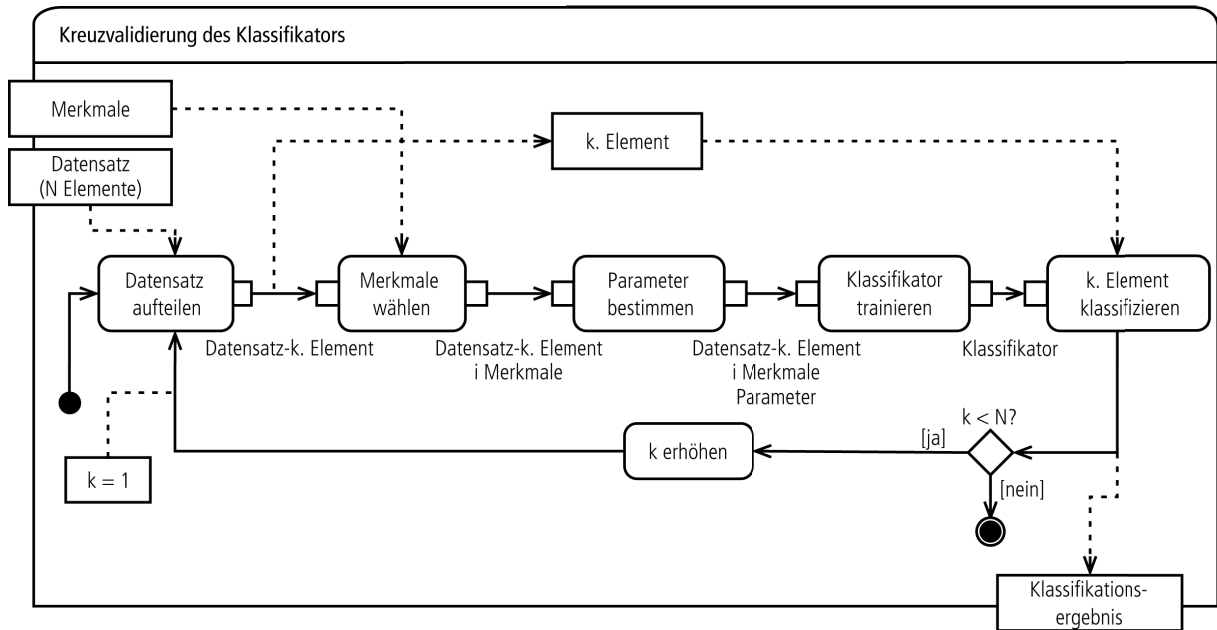 Kreuzvalidierung des Klassifikators
Merkmale
Datensatz
(N Elemente)
k. Element
Datensatz
aufteilen
Merkmale
wählen
Parameter
bestimmen
Klassifikator
trainieren
k. Element
klassifizieren
Datensatz-k. Element
Datensatz-k. Element
i Merkmale
Datensatz-k. Element
i Merkmale
Parameter
Klassifikator
k < N?
[ja]
k erhöhen
[nein]
k = 1
Klassifikations-
ergebnis